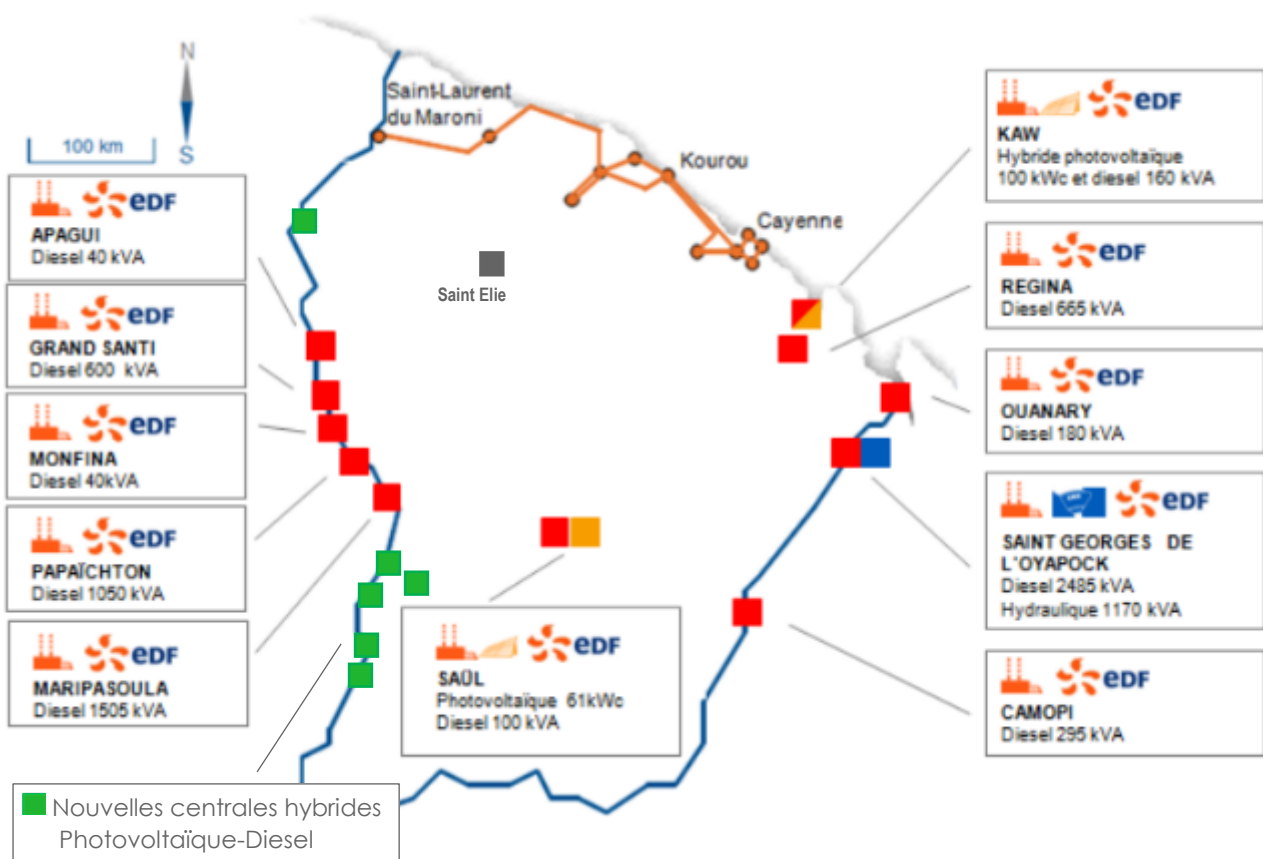 N
S
100 km
Saint-Laurent
du Maroni
Kourou
Cayenne
Saint Elie
eDF
APAGUI
Diesel 40 kVA
eDF
GRAND SANTI
Diesel 600 kVA
eDF
MONFINA
Diesel 40kVA
eDF
PAPAÏCHTON
Diesel 1050 kVA
eDF
MARIPASOULA
Diesel 1505 kVA
eDF
SAÜL
Photovoltaïque 61kWc
Diesel 100 kVA
eDF
KAW
Hybride photovoltaïque
100 kWc et diesel 160 kVA
eDF
REGINA
Diesel 665 kVA
eDF
OUANARY
Diesel 180 kVA
eDF
SAINT GEORGES DE
L'OYAPOCK
Diesel 2485 kVA
Hydraulique 1170 kVA
eDF
CAMOPI
Diesel 295 kVA
Nouvelles centrales hybrides
Photovoltaïque-Diesel